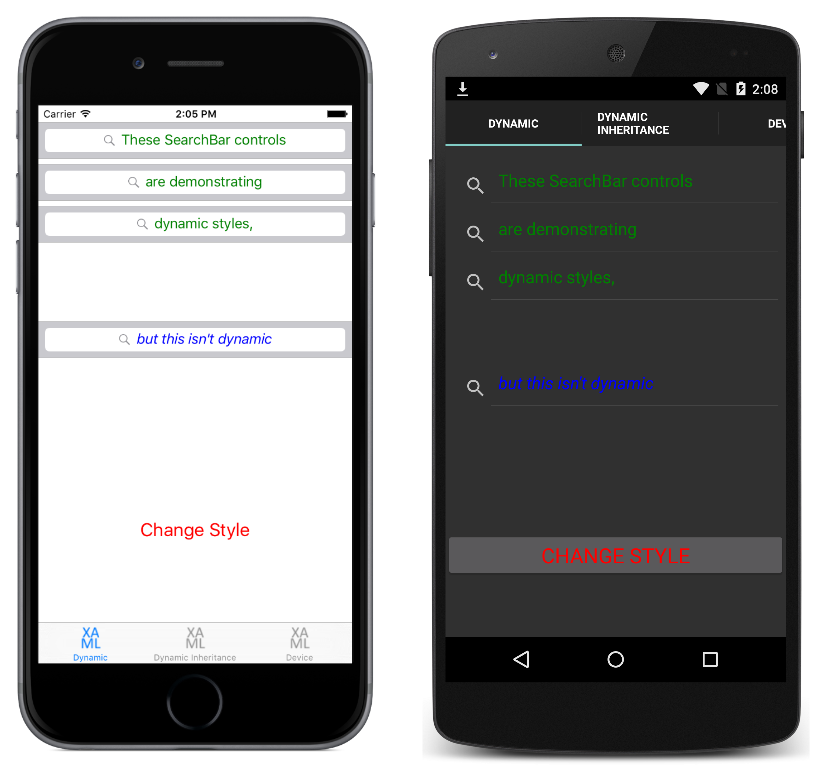 Carrier 2:05 PM
These SearchBar controls
are demonstrating
dynamic styles,
but this isn't dynamic
Change Style
XA XA XA
ML ML ML
Dynamic Dynamic Inheritance Device
2:08
DYNAMIC DYNAMIC INHERITANCE DEV
These SearchBar controls
are demonstrating
dynamic styles,
but this isn't dynamic
CHANGE STYLE